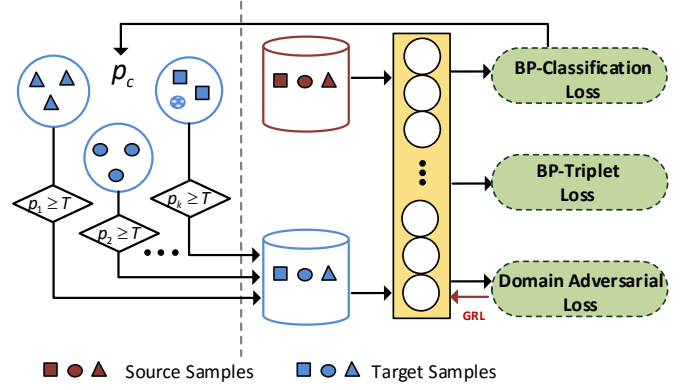 p_c
BP-Classification
Loss
p_1 ≥ T
p_2 ≥ T
p_k ≥ T
BP-Triplet
Loss
Domain Adversarial
Loss
GRL
Source Samples
Target Samples